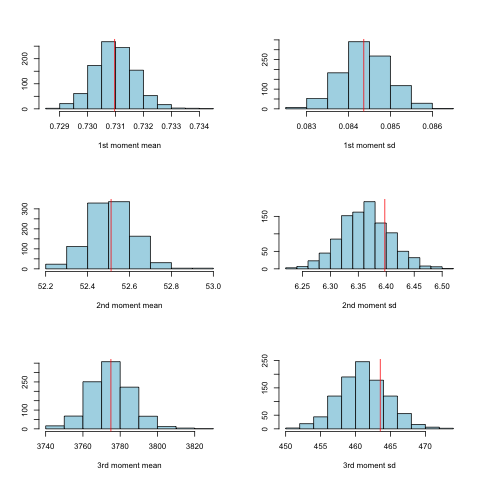 0 100 200
0.729 0.730 0.731 0.732 0.733 0.734
1st moment mean
0 100 250
0.083 0.084 0.085 0.086
1st moment sd
0 100 200 300
52.2 52.4 52.6 52.8 53.0
2nd moment mean
0 50 150
6.25 6.30 6.35 6.40 6.45 6.50
2nd moment sd
0 100 250
3740 3760 3780 3800 3820
3rd moment mean
0 50 150 250
450 455 460 465 470
3rd moment sd